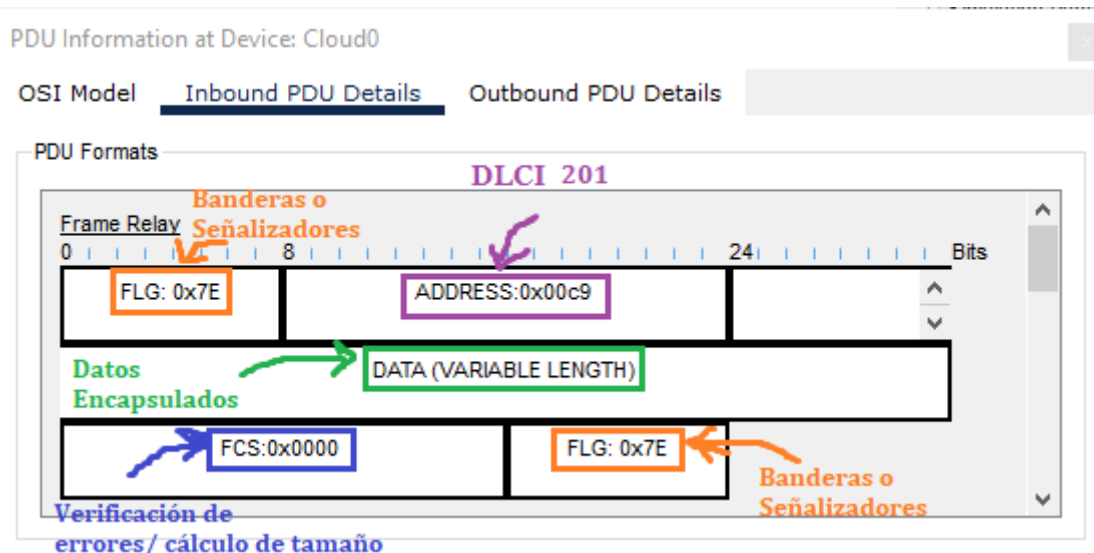 PDU Information at Device: Cloud0
x
OSI Model Inbound PDU Details Outbound PDU Details
PDU Formats
DLCI 201
Banderas o
Señalizadores
Frame Relay
0 8 24 Bits
FLG: 0x7E ADDRESS:0x00c9
Datos
Encapsulados
DATA (VARIABLE LENGTH)
FCS:0x0000 FLG: 0x7E
Banderas o
Señalizadores
Verificación de
errores/ cálculo de tamaño